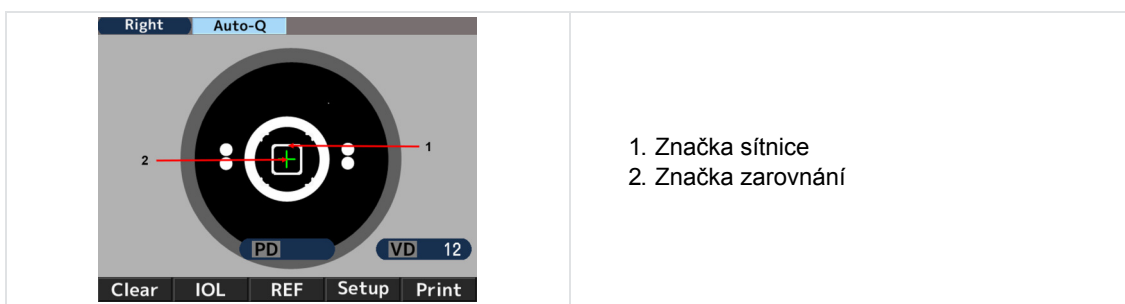 Right Auto-Q
1
2
PD VD 12
Clear IOL REF Setup Print
1. Značka sítnice
2. Značka zarovnání